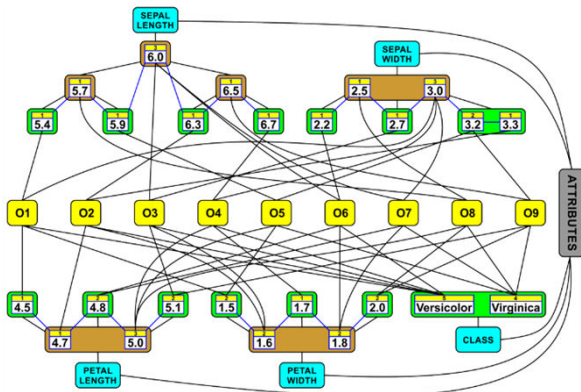 SEPAL
LENGTH
SEPAL
WIDTH
6.0
5.7
6.5
2.5
3.0
5.4
5.9
6.3
6.7
2.2
2.7
3.2
3.3
ATTRIBUTES
O1
O2
O3
O4
O5
O6
O7
O8
O9
4.5
4.8
5.1
1.5
1.7
2.0
Versicolor
Virginica
4.7
5.0
1.6
1.8
CLASS
PETAL
LENGTH
PETAL
WIDTH